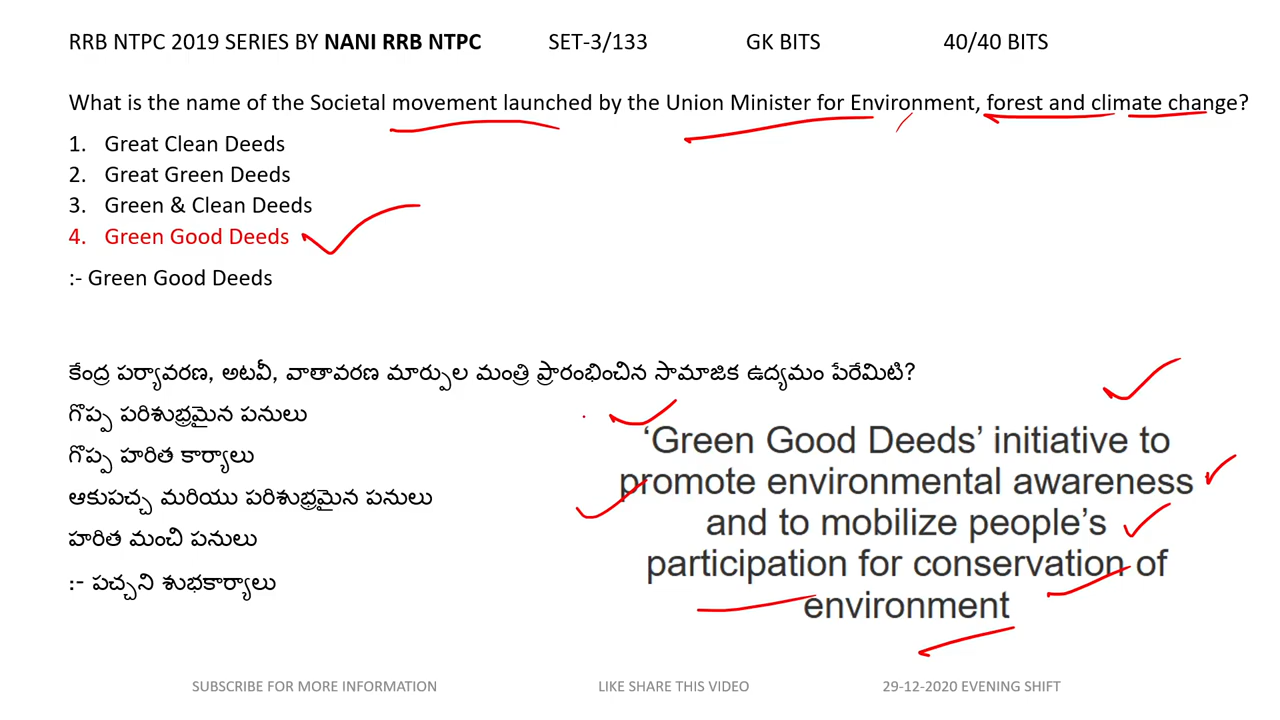 RRB NTPC 2019 SERIES BY NANI RRB NTPC SET-3/133 GK BITS 40/40 BITS
What is the name of the Societal movement launched by the Union Minister for Environment, forest and climate change?
1. Great Clean Deeds
2. Great Green Deeds
3. Green & Clean Deeds
4. Green Good Deeds
:- Green Good Deeds
కేంద్ర పర్యావరణ, అటవీ, వాతావరణ మార్పుల మంత్రి ప్రారంభించిన సామాజిక ఉద్యమం పేరేమిటి?
గొప్ప పరిశుభ్రమైన పనులు
గొప్ప హరిత కార్యాలు
ఆకుపచ్చ మరియు పరిశుభ్రమైన పనులు
హరిత మంచి పనులు
:- పచ్చని శుభకార్యాలు
‘Green Good Deeds’ initiative to
promote environmental awareness
and to mobilize people’s
participation for conservation of
environment
SUBSCRIBE FOR MORE INFORMATION LIKE SHARE THIS VIDEO 29-12-2020 EVENING SHIFT